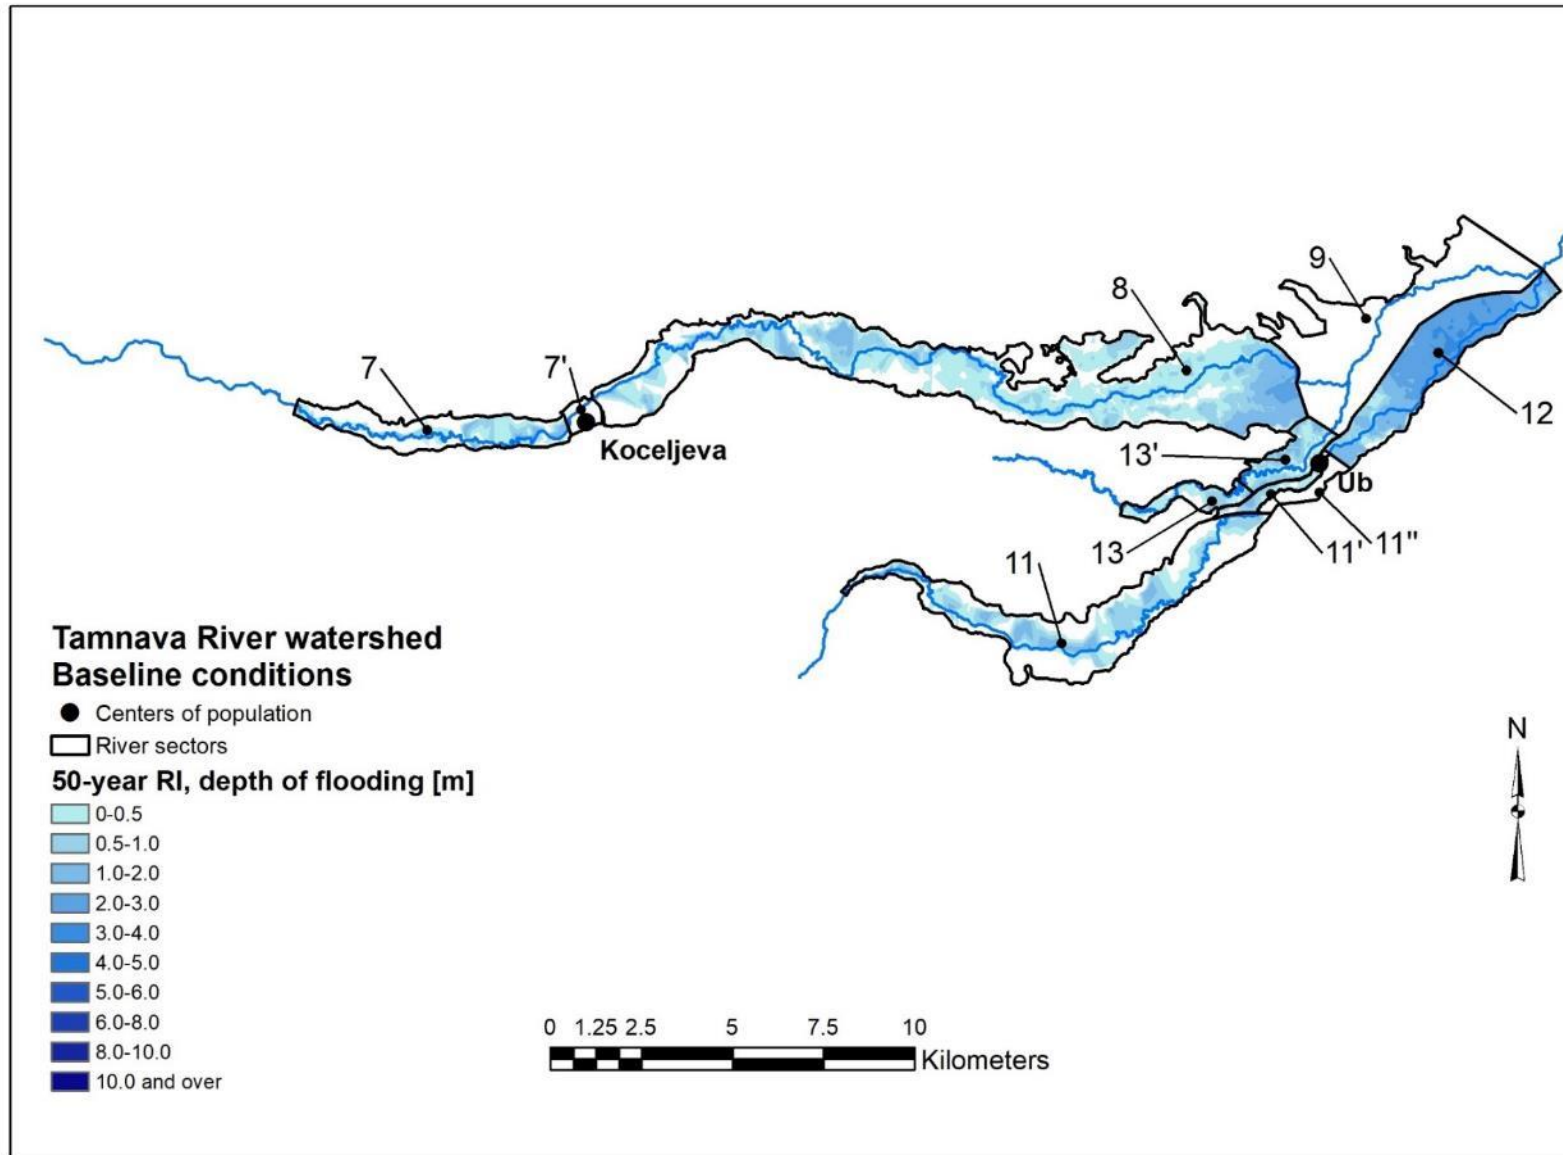 9
8
7
7'
12
Koceljeva
13'
Ub
13
11'
11"
11
Tamnava River watershed
Baseline conditions
Centers of population
River sectors
50-year RI, depth of flooding [m]
0-0.5
0.5-1.0
1.0-2.0
2.0-3.0
3.0-4.0
4.0-5.0
5.0-6.0
6.0-8.0
8.0-10.0
10.0 and over
N
0 1.25 2.5 5 7.5 10
Kilometers